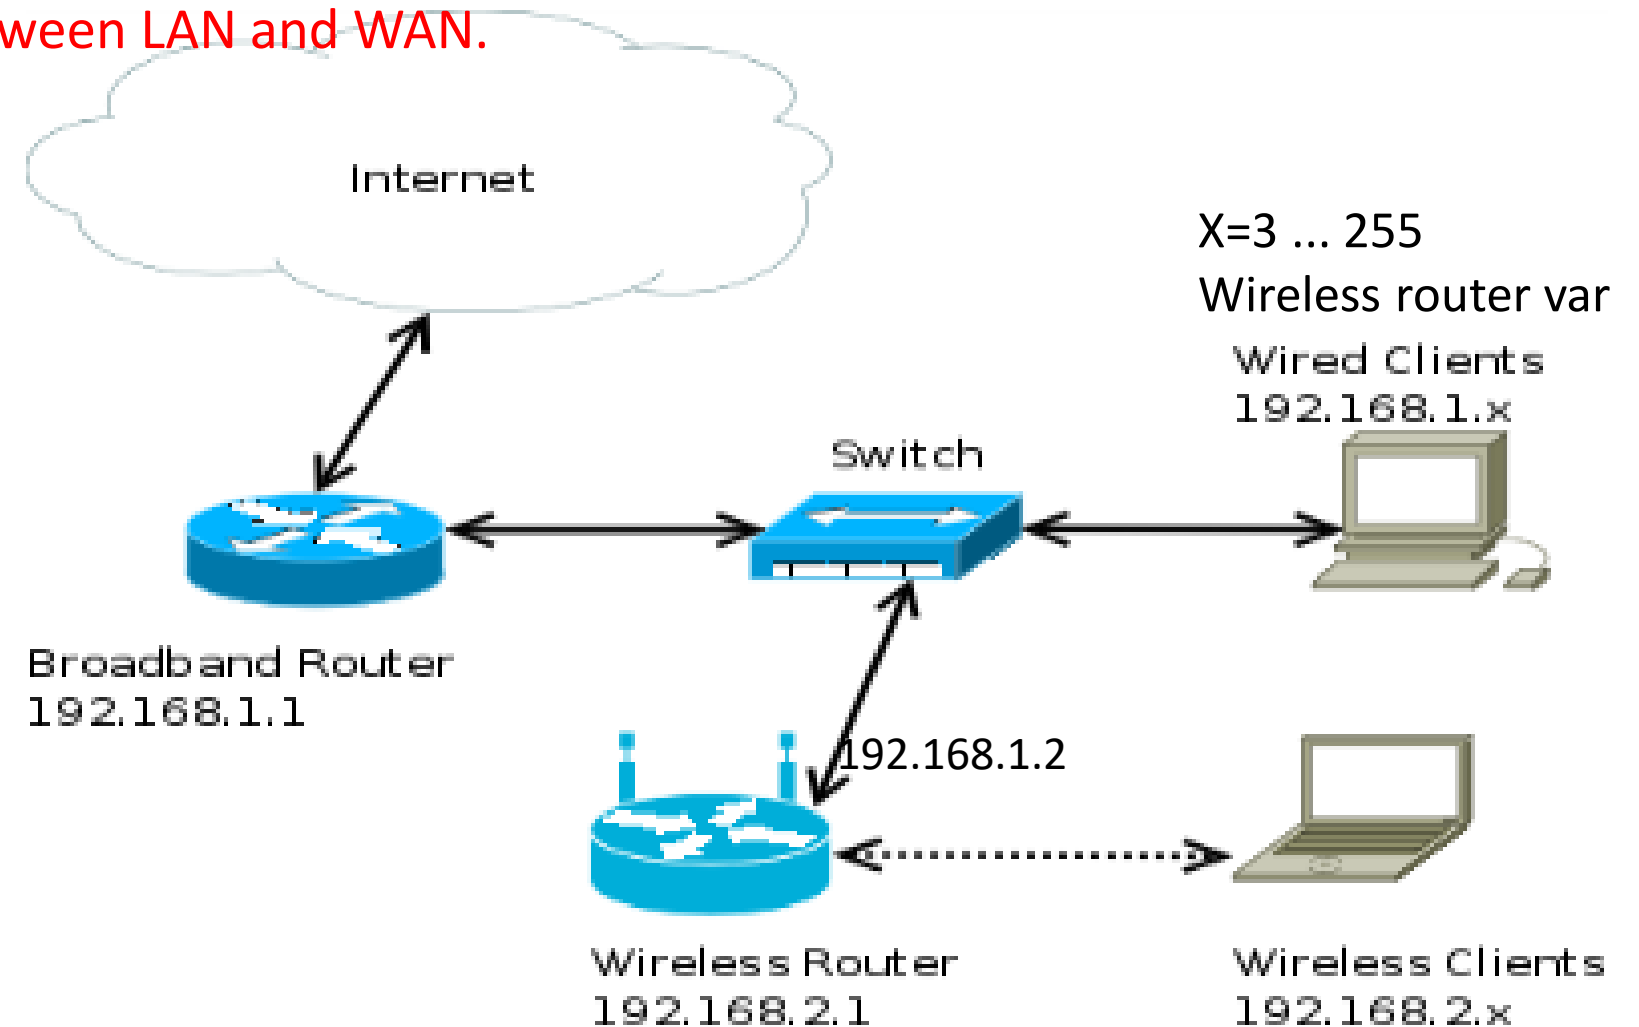 ween LAN and WAN.
Internet
X=3 ... 255
Wireless router var
Wired Clients
192.168.1.x
Switch
Broadband Router
192.168.1.1
192.168.1.2
Wireless Router
192.168.2.1
Wireless Clients
192.168.2.x